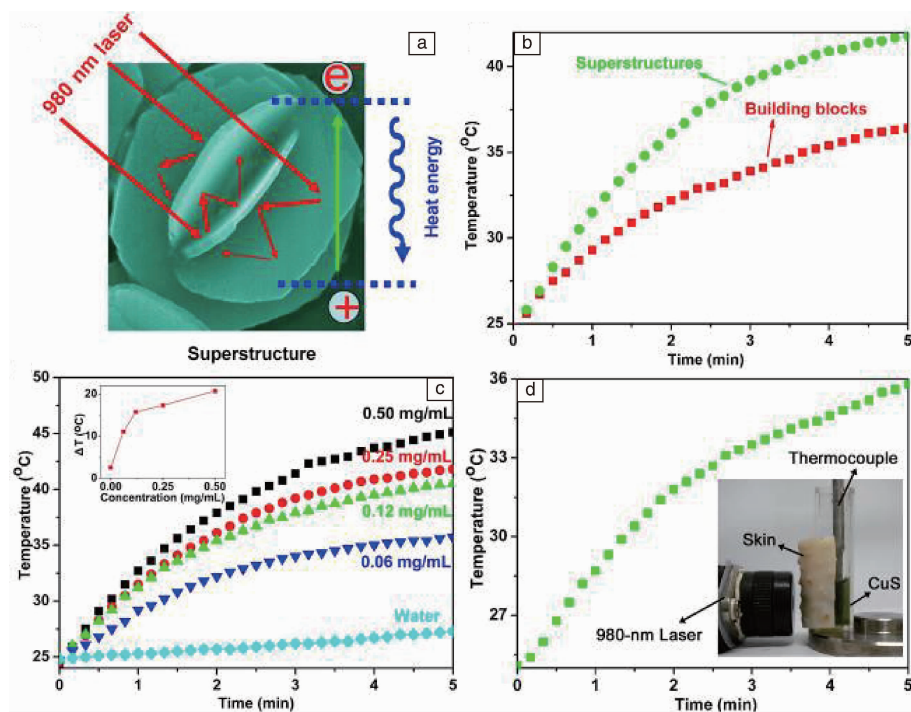 a
980 nm laser
e-
Heat energy
+
Superstructure
b
Superstructures
Building blocks
Temperature (°C)
40
35
30
25
0 1 2 3 4 5
Time (min)
c
50
45
40
35
30
25
Temperature (°C)
20
10
0
ΔT (°C)
0.00 0.25 0.50
Concentration (mg/mL)
0.50 mg/mL
0.25 mg/mL
0.12 mg/mL
0.06 mg/mL
Water
0 1 2 3 4 5
Time (min)
d
36
33
30
27
Temperature (°C)
Thermocouple
Skin
CuS
980-nm Laser
0 1 2 3 4 5
Time (min)